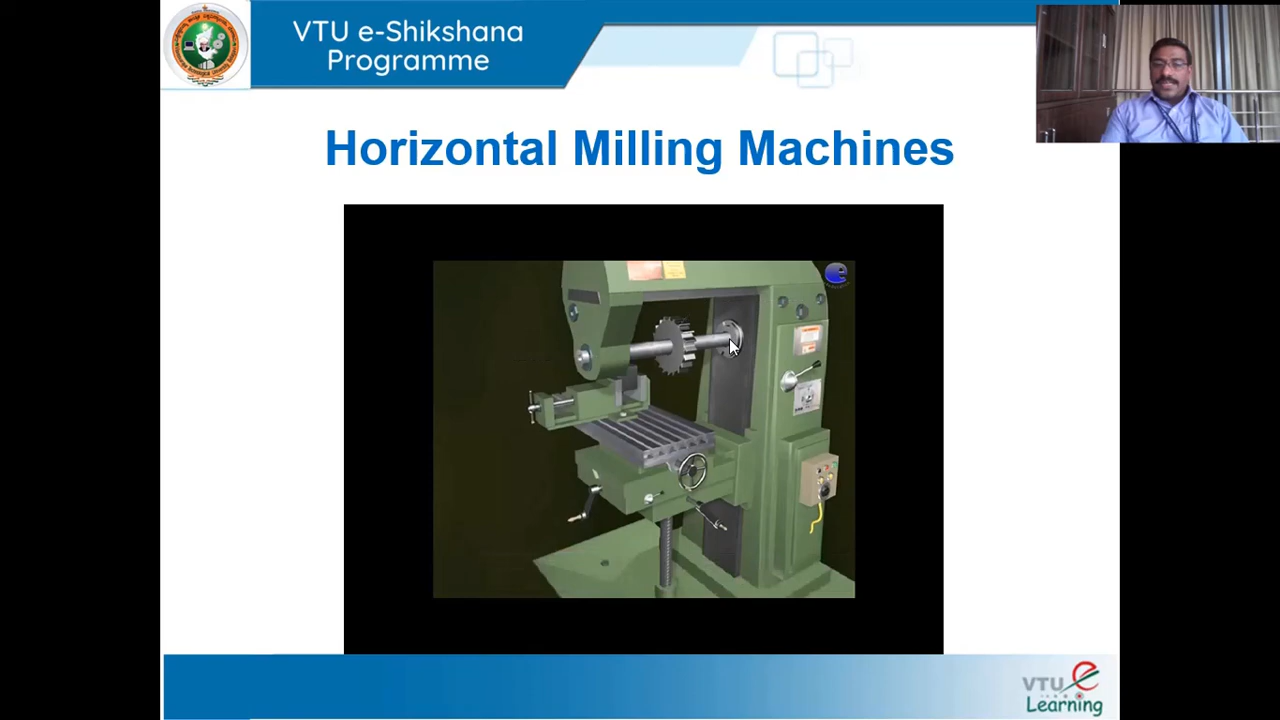 VTU e-Shikshana
Programme
Horizontal Milling Machines
VTU
Learning